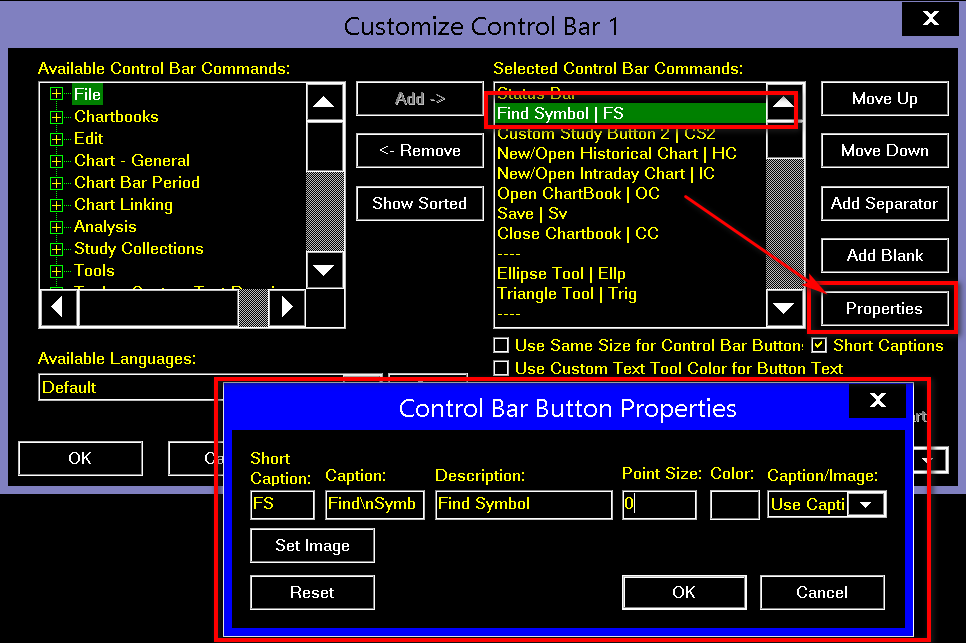 Customize Control Bar 1
X
Available Control Bar Commands:
File
Chartbooks
Edit
Chart - General
Chart Bar Period
Chart Linking
Analysis
Study Collections
Tools
Add ->
<- Remove
Show Sorted
Selected Control Bar Commands:
Status Bar
Find Symbol | FS
Custom Study Button 2 | CS2
New/Open Historical Chart | HC
New/Open Intraday Chart | IC
Open ChartBook | OC
Save | Sv
Close Chartbook | CC
----
Ellipse Tool | Ellp
Triangle Tool | Trig
----
Move Up
Move Down
Add Separator
Add Blank
Properties
Use Same Size for Control Bar Button:
Short Captions
Use Custom Text Tool Color for Button Text
Available Languages:
Default
OK
Ca
art
Control Bar Button Properties
X
Short
Caption:
Caption:
Description:
Point Size:
Color:
Caption/Image:
FS
Find\nSymb
Find Symbol
0
Use Capti
Set Image
Reset
OK
Cancel